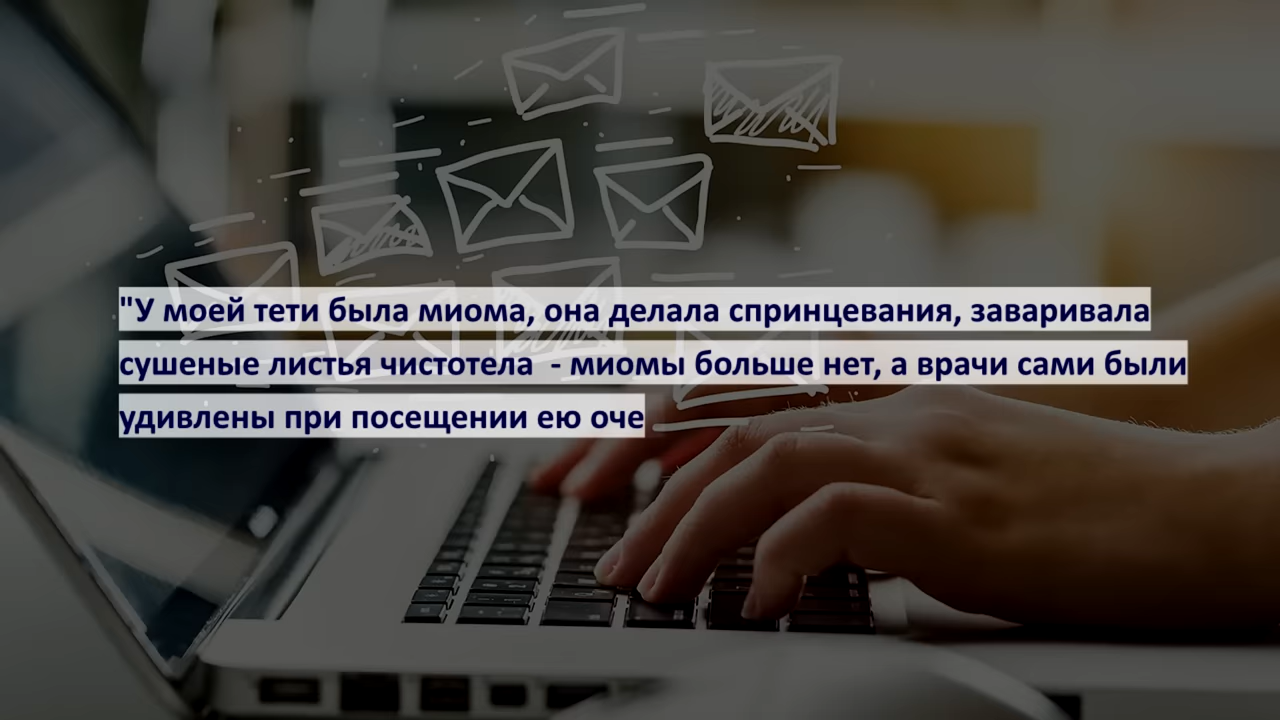 "У моей тети была миома, она делала спринцевания, заваривала
сушеные листья чистотела  - миомы больше нет, а врачи сами были
удивлены при посещении ею оче